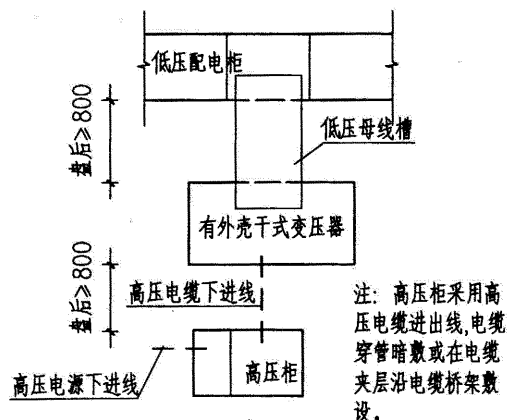 低压配电柜
盘后≥800
低压母线槽
有外壳干式变压器
盘后≥800
高压电缆下进线
注: 高压柜采用高
压电缆进出线,电缆
穿管暗敷或在电缆
夹层沿电缆桥架敷
设。
高压柜
高压电源下进线